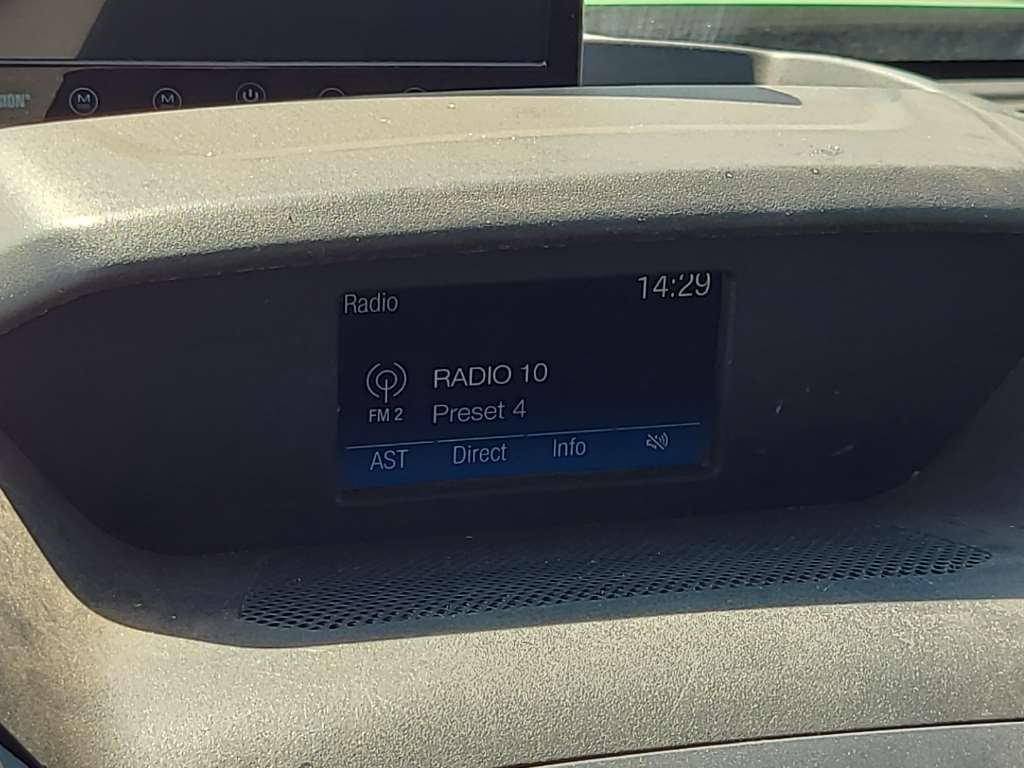 M
M
Radio
14:29
RADIO 10
FM 2
Preset 4
AST
Direct
Info